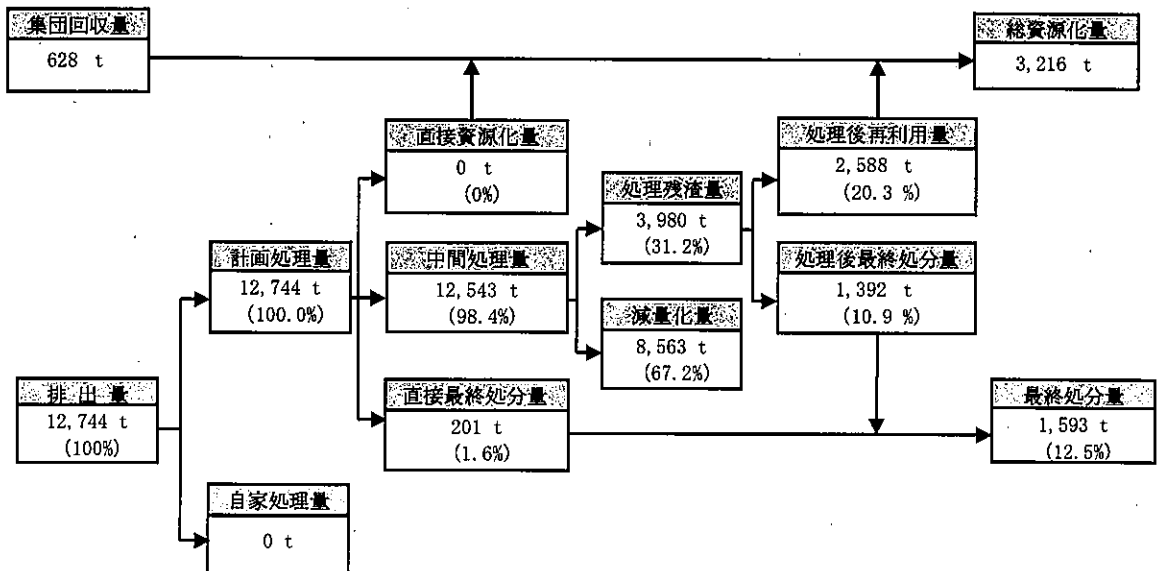 集団回収量
628 t
総資源化量
3,216 t
直接資源化量
0 t
(0%)
処理後再利用量
2,588 t
(20.3 %)
処理残渣量
3,980 t
(31.2%)
計画処理量
12,744 t
(100.0%)
中間処理量
12,543 t
(98.4%)
処理後最終処分量
1,392 t
(10.9 %)
減量化量
8,563 t
(67.2%)
排出量
12,744 t
(100%)
直接最終処分量
201 t
(1.6%)
最終処分量
1,593 t
(12.5%)
自家処理量
0 t